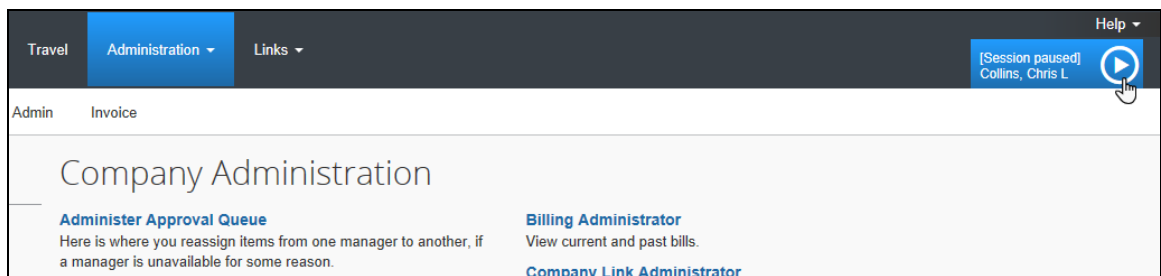 Help
Travel
Administration
Links
[Session paused]
Collins, Chris L
Admin
Invoice
Company Administration
Administer Approval Queue
Here is where you reassign items from one manager to another, if
a manager is unavailable for some reason.
Billing Administrator
View current and past bills.
Company Link Administrator